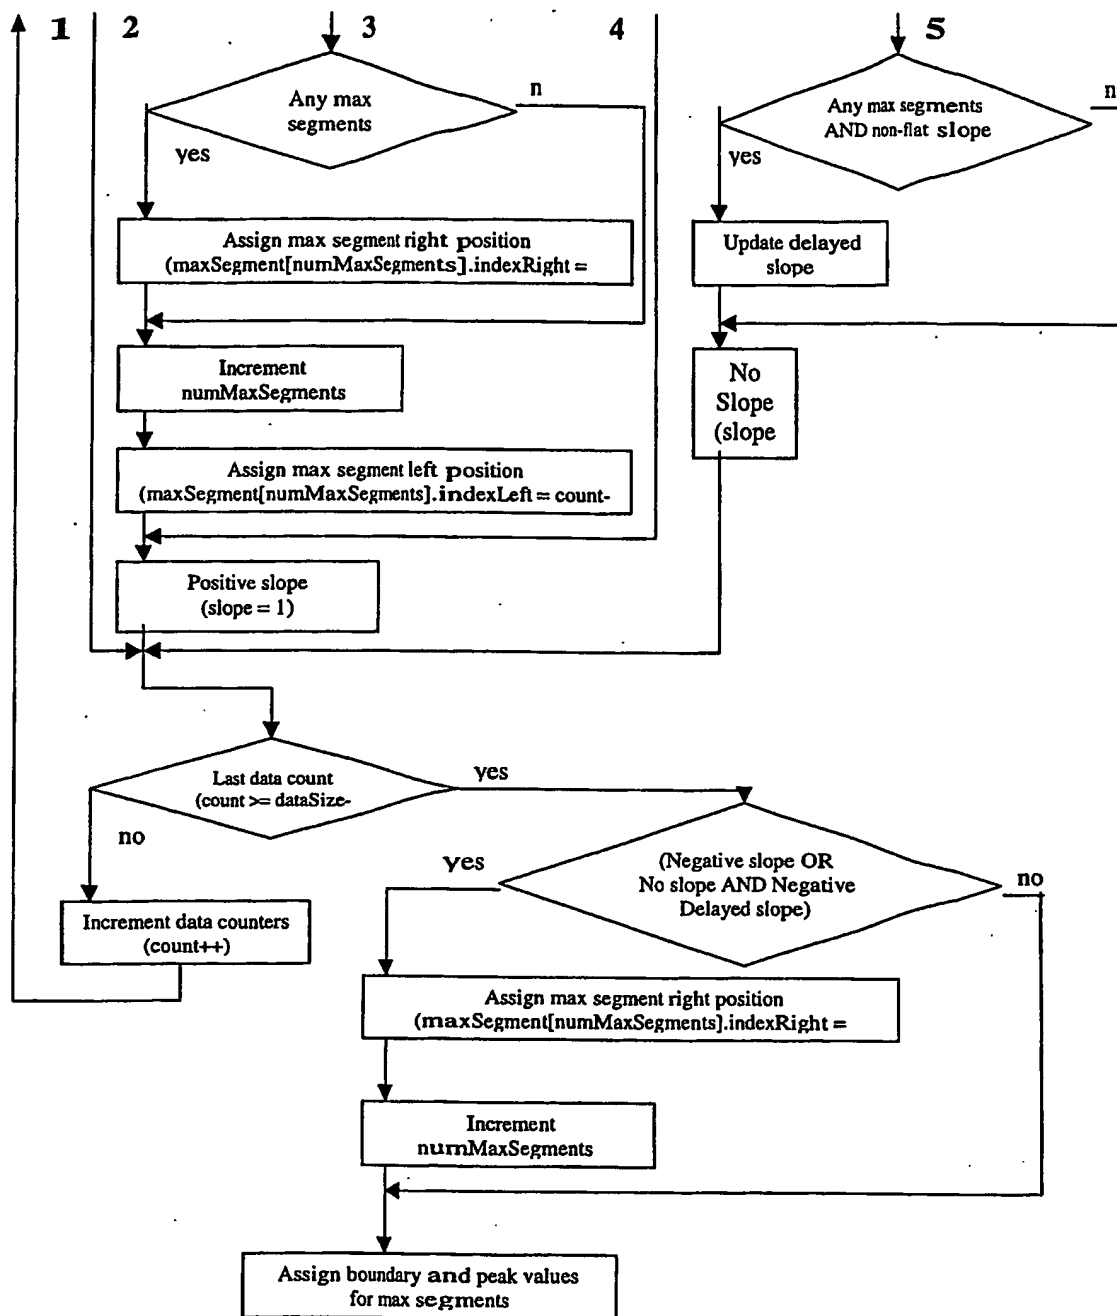 1 2 3 4 5
Any max
segments
n
yes
Any max segments
AND non-flat slope
n
yes
Assign max segment right position
(maxSegment[numMaxSegments].indexRight =
Update delayed
slope
Increment
numMaxSegments
No
Slope
(slope
Assign max segment left position
(maxSegment[numMaxSegments].indexLeft = count-
Positive slope
(slope = 1)
Last data count
(count >= dataSize-
yes
no
(Negative slope OR
No slope AND Negative
Delayed slope)
yes
no
Increment data counters
(count++)
Assign max segment right position
(maxSegment[numMaxSegments].indexRight =
Increment
numMaxSegments
Assign boundary and peak values
for max segments